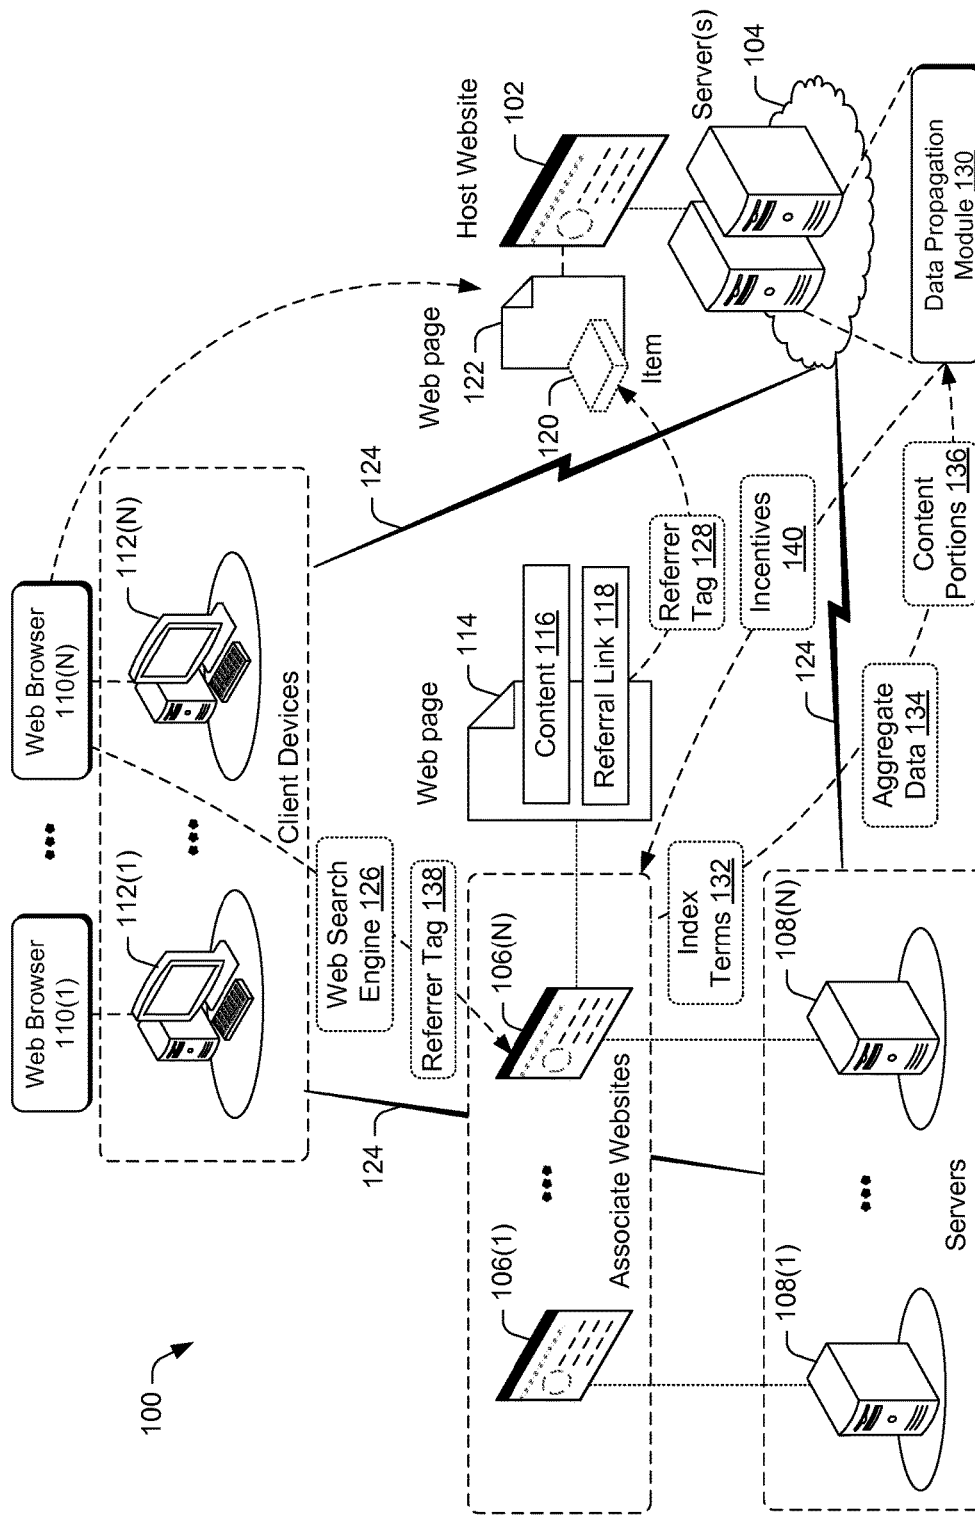 100
Web Browser
110(1)
Web Browser
110(N)
112(1)
112(N)
Client Devices
124
124
Web Search
Engine 126
Referrer Tag 138
106(1)
106(N)
Associate Websites
Web page
114
Content 116
Referral Link 118
Web page
122
120
Item
Host Website
102
Server(s)
104
Referrer
Tag 128
Incentives
140
Index
Terms 132
124
Aggregate
Data 134
Content
Portions 136
Data Propagation
Module 130
108(1)
108(N)
Servers